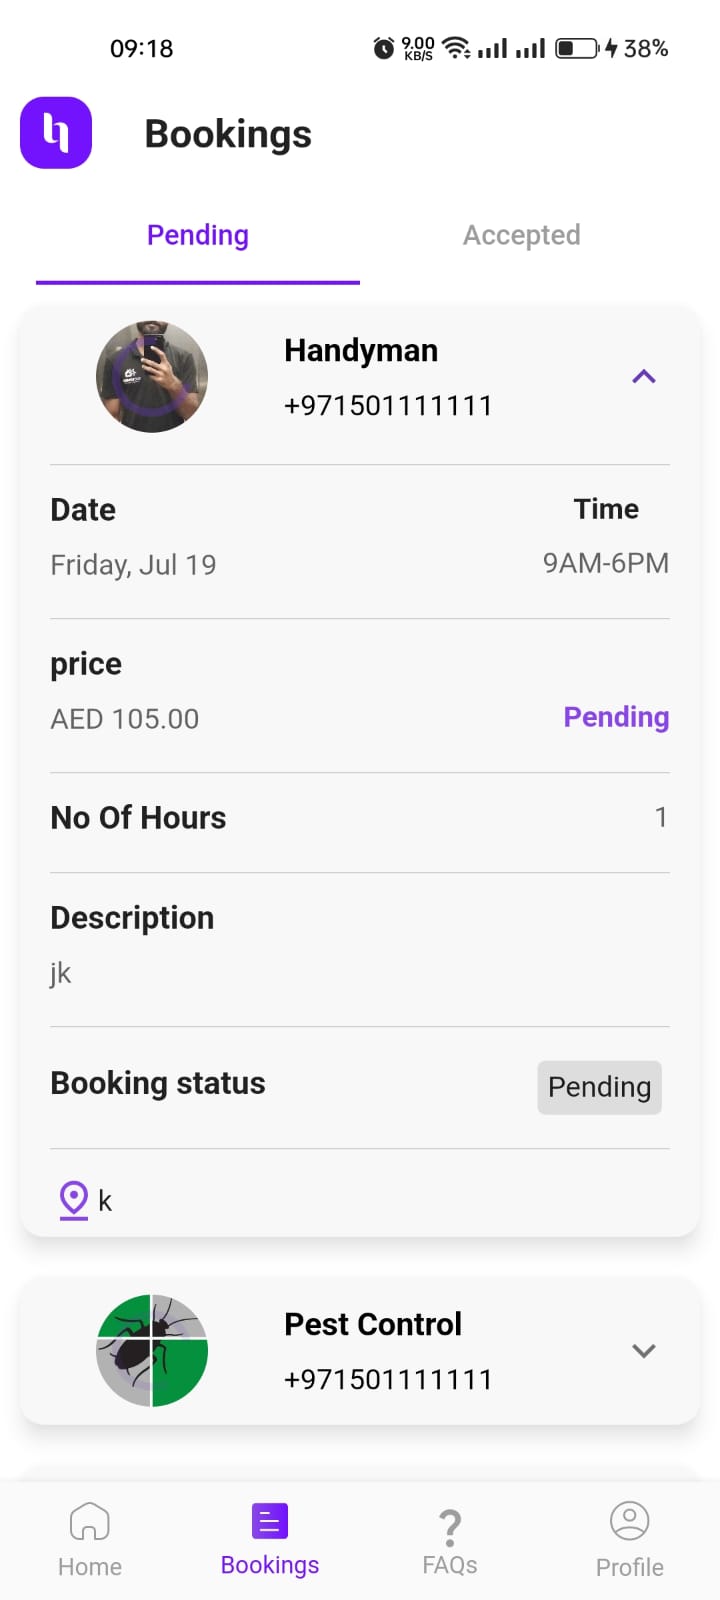 09:18
9.00
KB/S
38%
Bookings
Pending
Accepted
Handyman
+971501111111
Date
Time
Friday, Jul 19
9AM-6PM
price
AED 105.00
Pending
No Of Hours
1
Description
jk
Booking status
Pending
k
Pest Control
+971501111111
Home
Bookings
FAQs
Profile